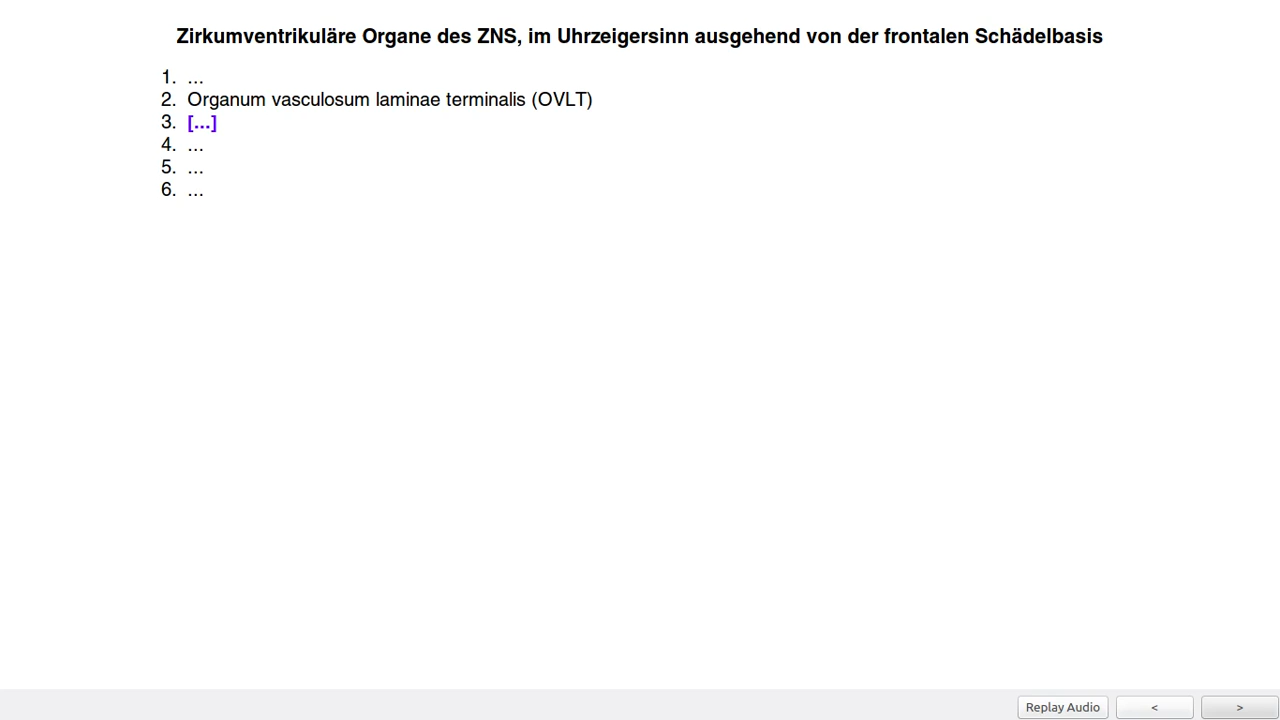 Zirkumventrikuläre Organe des ZNS, im Uhrzeigersinn ausgehend von der frontalen Schädelbasis
1. ...
2. Organum vasculosum laminae terminalis (OVLT)
3. [...]
4. ...
5. ...
6. ...
Replay Audio < >